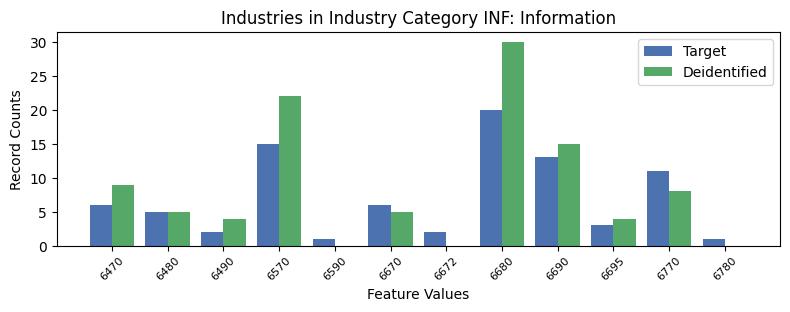 Industries in Industry Category INF: Information
Record Counts
30
25
20
15
10
5
0
Target
Deidentified
6470 6480 6490 6570 6590 6670 6672 6680 6690 6695 6770 6780
Feature Values